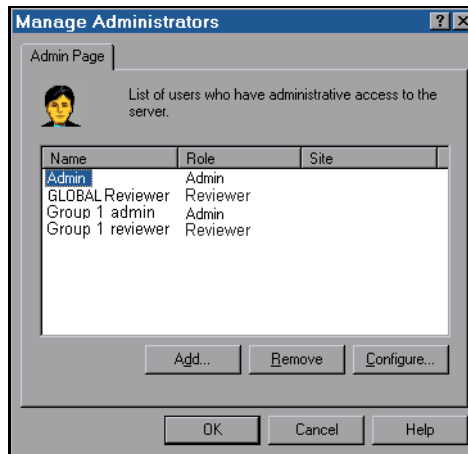 Manage Administrators
Admin Page
List of users who have administrative access to the
server.
Name Role Site
Admin Admin
GLOBAL Reviewer Reviewer
Group 1 admin Admin
Group 1 reviewer Reviewer
Add... Remove Configure...
OK Cancel Help